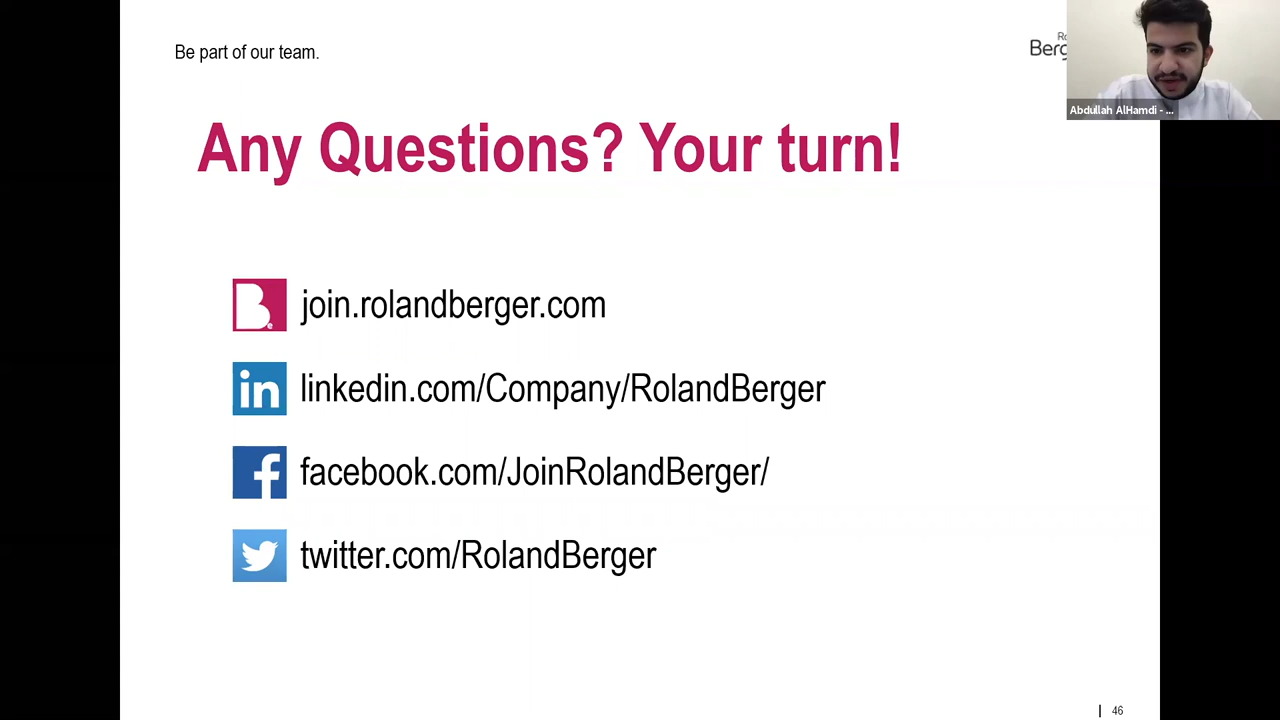 Be part of our team.
Abdullah AlHamdi - ...
Any Questions? Your turn!
join.rolandberger.com
in linkedin.com/Company/RolandBerger
f facebook.com/JoinRolandBerger/
twitter.com/RolandBerger
46